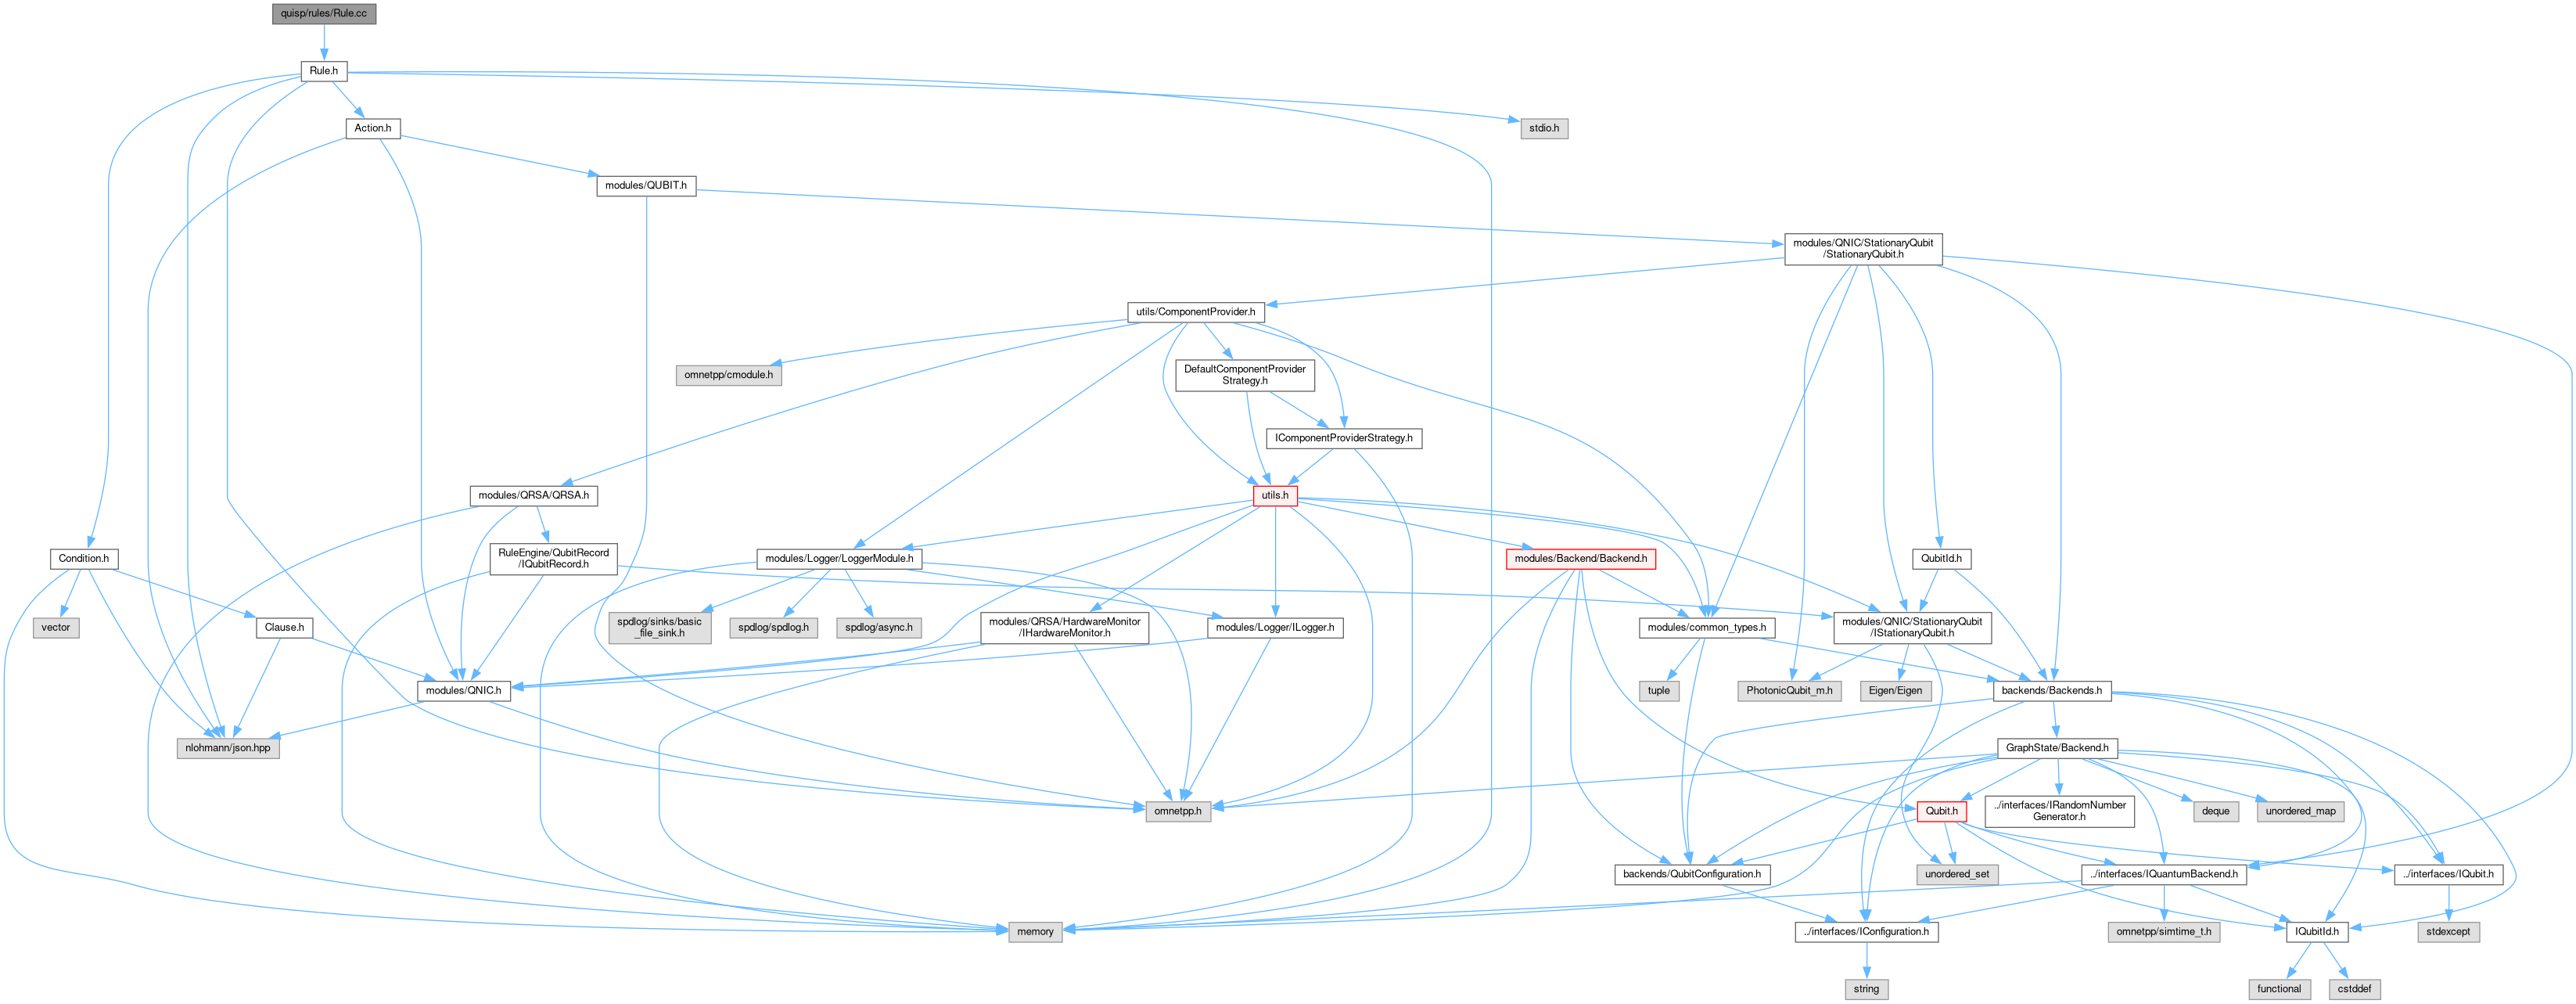 quisp/rules/Rule.cc
Rule.h
Action.h
stdio.h
modules/QUBIT.h
modules/QNIC/StationaryQubit
/StationaryQubit.h
utils/ComponentProvider.h
omnetpp/cmodule.h
DefaultComponentProvider
Strategy.h
IComponentProviderStrategy.h
modules/QRSA/QRSA.h
utils.h
Condition.h
RuleEngine/QubitRecord
/IQubitRecord.h
modules/Logger/LoggerModule.h
modules/Backend/Backend.h
QubitId.h
vector
Clause.h
spdlog/sinks/basic
_file_sink.h
spdlog/spdlog.h
spdlog/async.h
modules/QRSA/HardwareMonitor
/IHardwareMonitor.h
modules/Logger/ILogger.h
modules/common_types.h
modules/QNIC/StationaryQubit
/IStationaryQubit.h
modules/QNIC.h
tuple
PhotonicQubit_m.h
Eigen/Eigen
backends/Backends.h
nlohmann/json.hpp
GraphState/Backend.h
omnetpp.h
Qubit.h
../interfaces/IRandomNumber
Generator.h
deque
unordered_map
backends/QubitConfiguration.h
unordered_set
../interfaces/IQuantumBackend.h
../interfaces/IQubit.h
memory
../interfaces/IConfiguration.h
omnetpp/simtime_t.h
IQubitId.h
stdexcept
string
functional
cstddef